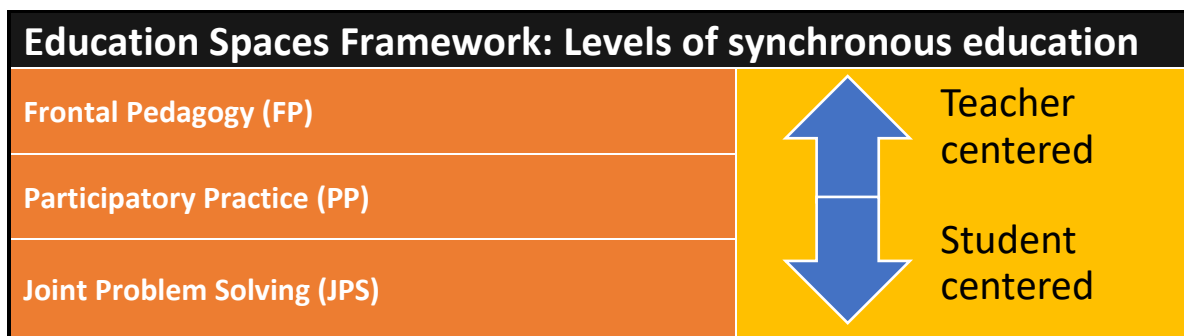 Education Spaces Framework: Levels of synchronous education
Frontal Pedagogy (FP)
Teacher
centered
Participatory Practice (PP)
Student
centered
Joint Problem Solving (JPS)